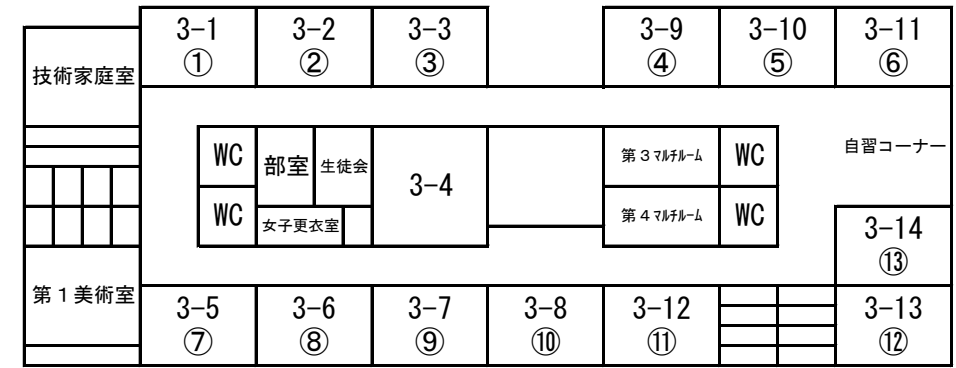 3-1
①
3-2
②
3-3
③
3-9
④
3-10
⑤
3-11
⑥
技術家庭室
WC
部室
生徒会
3-4
第3マルチルーム
WC
自習コーナー
WC
女子更衣室
第4マルチルーム
WC
3-14
⑬
第1美術室
3-5
⑦
3-6
⑧
3-7
⑨
3-8
⑩
3-12
⑪
3-13
⑫